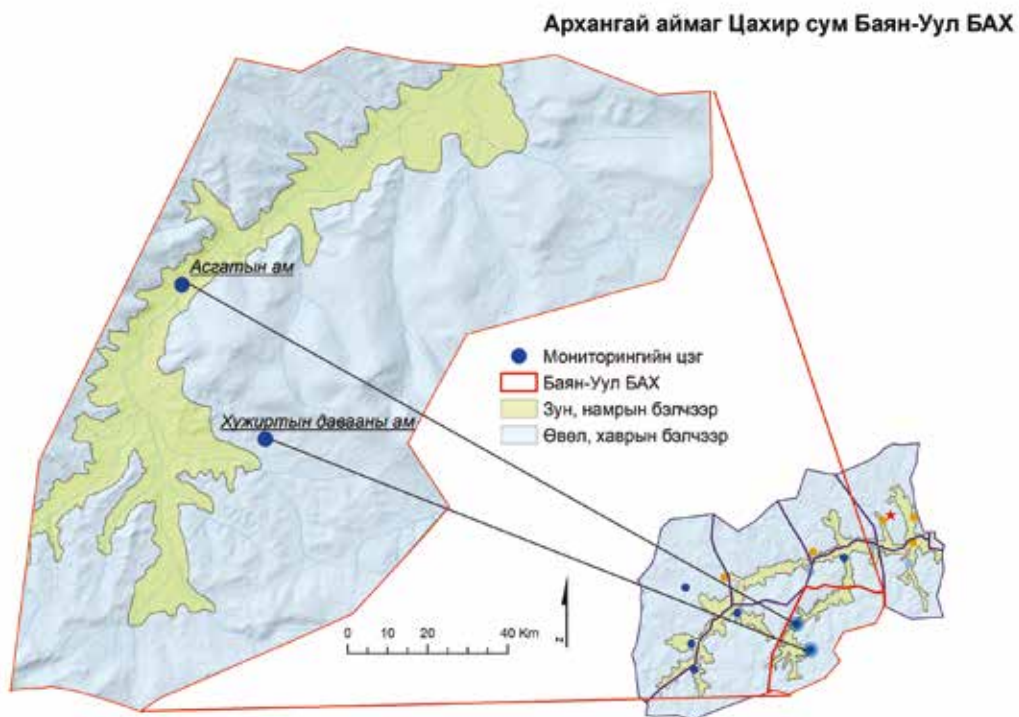 Архангай аймаг Цахир сум Баян-Уул БАХ
Асгатын ам
Хужиртын давааны ам
Мониторингийн цэг
Баян-Уул БАХ
Зун, намрын бэлчээр
Өвөл, хаврын бэлчээр
0 10 20 40 Km
z